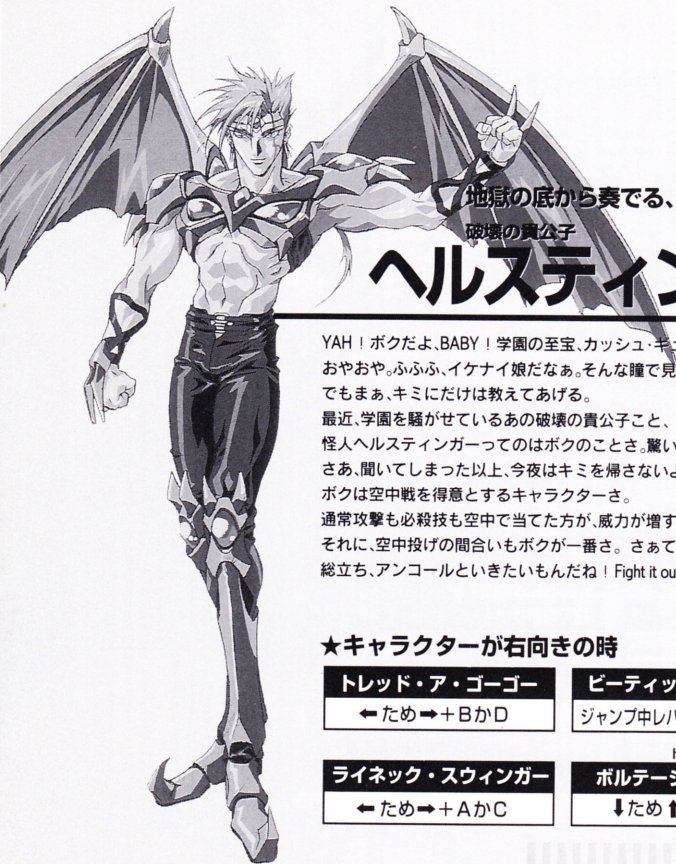 地獄の底から奏でる、
破壊の貴公子
ヘルスティン
YAH！ボクだよ、BABY！学園の至宝、カッシュ・ギュ
おやおや。ふふふ、イケナイ娘だなぁ。そんな瞳で見
でもまぁ、キミにだけは教えてあげる。
最近、学園を騒がせているあの破壊の貴公子こと、
怪人ヘルスティンガーってのはボクのことさ。驚い
さあ、聞いてしまった以上、今夜はキミを帰さないよ
ボクは空中戦を得意とするキャラクターさ。
通常攻撃も必殺技も空中で当てた方が、威力が増す
それに、空中投げの間合いもボクが一番さ。さぁて
総立ち、アンコールといきたいもんだね！Fight it ou
★キャラクターが右向きの時
トレッド・ア・ゴーゴー
←ため→＋BかD
ビーティッ
ジャンプ中レバ
ライネック・スウィンガー
←ため→＋AかC
ボルテージ
↓ため↑